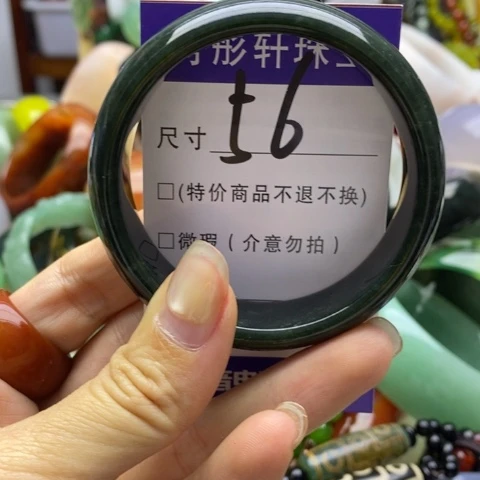 彤轩珠
尺寸 56
□(特价商品不退不换)
□微瑕(介意勿拍)